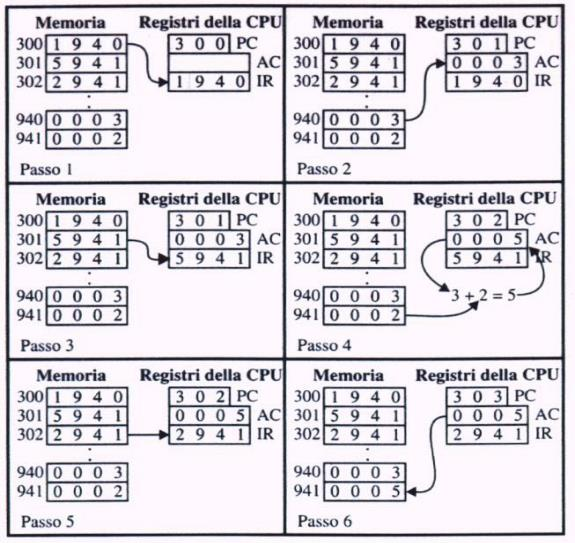 Memoria Registri della CPU
300 1 9 4 0 3 0 0 PC
301 5 9 4 1 AC
302 2 9 4 1 1 9 4 0 IR
940 0 0 0 3
941 0 0 0 2
Passo 1
Memoria Registri della CPU
300 1 9 4 0 3 0 1 PC
301 5 9 4 1 0 0 0 3 AC
302 2 9 4 1 1 9 4 0 IR
940 0 0 0 3
941 0 0 0 2
Passo 2
Memoria Registri della CPU
300 1 9 4 0 3 0 1 PC
301 5 9 4 1 0 0 0 3 AC
302 2 9 4 1 5 9 4 1 IR
940 0 0 0 3
941 0 0 0 2
Passo 3
Memoria Registri della CPU
300 1 9 4 0 3 0 2 PC
301 5 9 4 1 0 0 0 5 AC
302 2 9 4 1 5 9 4 1 IR
940 0 0 0 3 3 + 2 = 5
941 0 0 0 2
Passo 4
Memoria Registri della CPU
300 1 9 4 0 3 0 2 PC
301 5 9 4 1 0 0 0 5 AC
302 2 9 4 1 2 9 4 1 IR
940 0 0 0 3
941 0 0 0 2
Passo 5
Memoria Registri della CPU
300 1 9 4 0 3 0 3 PC
301 5 9 4 1 0 0 0 5 AC
302 2 9 4 1 2 9 4 1 IR
940 0 0 0 3
941 0 0 0 5
Passo 6